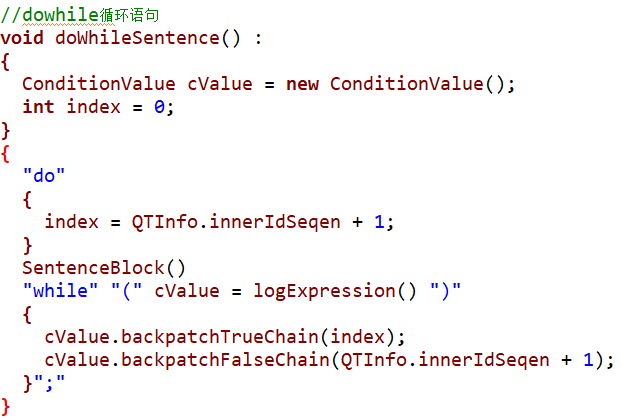 //dowhile循环语句
void doWhileSentence() :
{
  ConditionValue cValue = new ConditionValue();
  int index = 0;
}
{
  "do"
  {
    index = QTInfo.innerIdSeqen + 1;
  }
  SentenceBlock()
  "while" "(" cValue = logExpression() ")"
  {
    cValue.backpatchTrueChain(index);
    cValue.backpatchFalseChain(QTInfo.innerIdSeqen + 1);
  }";"
}